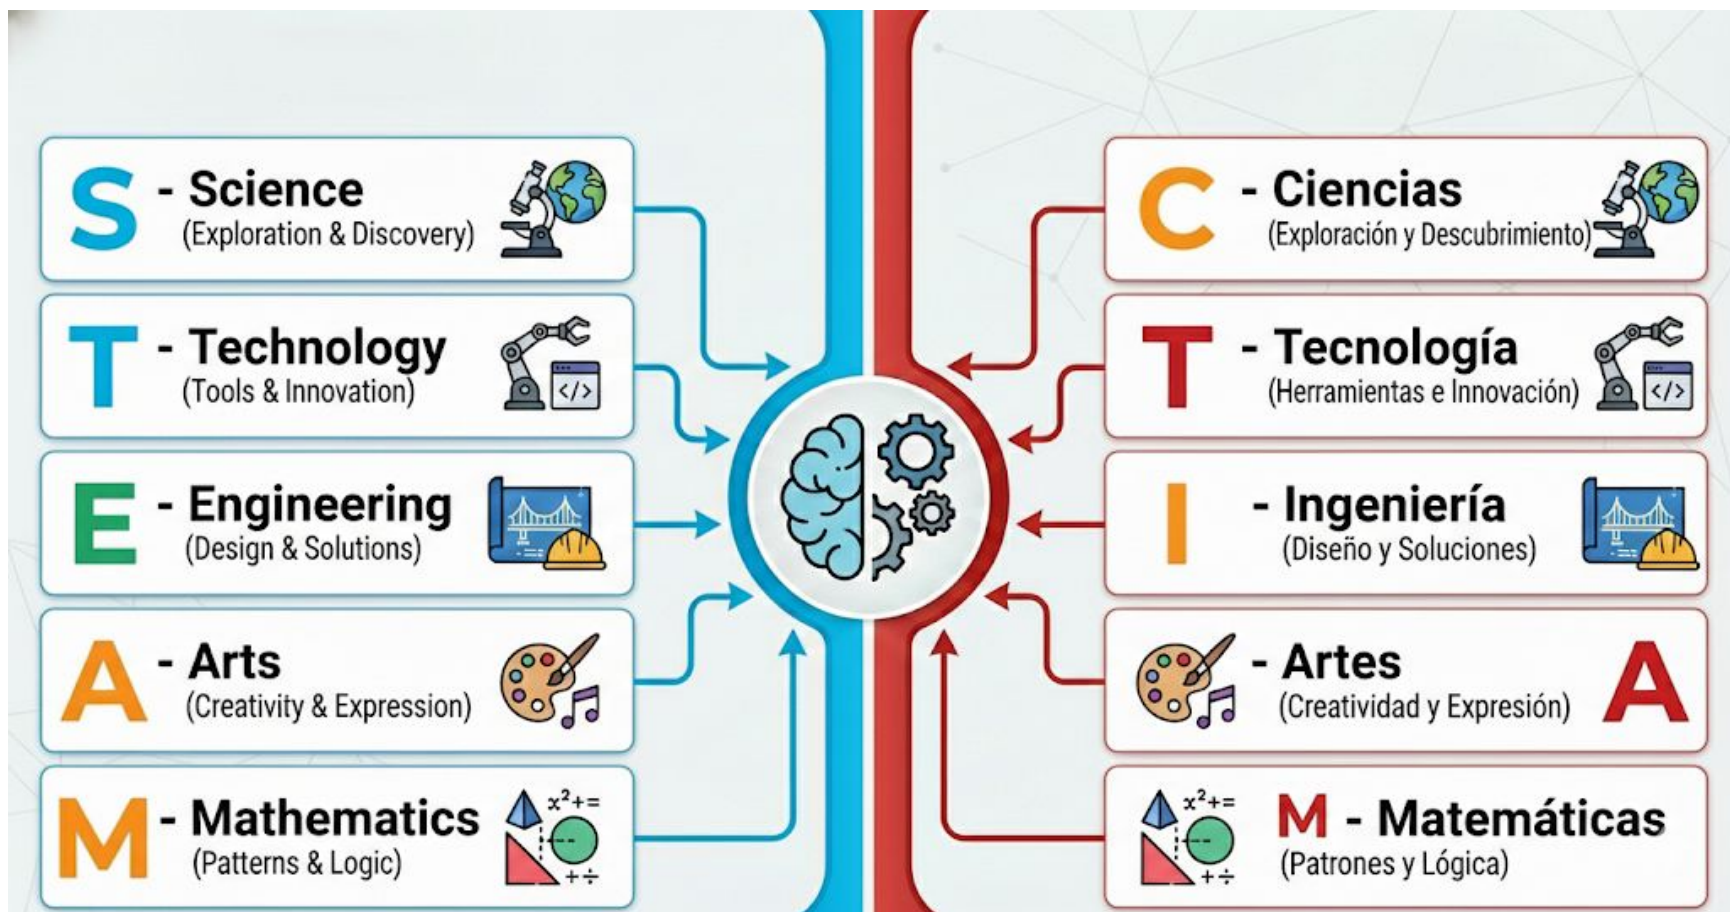 S - Science
(Exploration & Discovery)
T - Technology
(Tools & Innovation)
</>
E - Engineering
(Design & Solutions)
A - Arts
(Creativity & Expression)
M - Mathematics
(Patterns & Logic)
x²+=
+÷
C - Ciencias
(Exploración y Descubrimiento)
T - Tecnología
(Herramientas e Innovación)
</>
I - Ingeniería
(Diseño y Soluciones)
- Artes A
(Creatividad y Expresión)
x²+=
+÷
M - Matemáticas
(Patrones y Lógica)